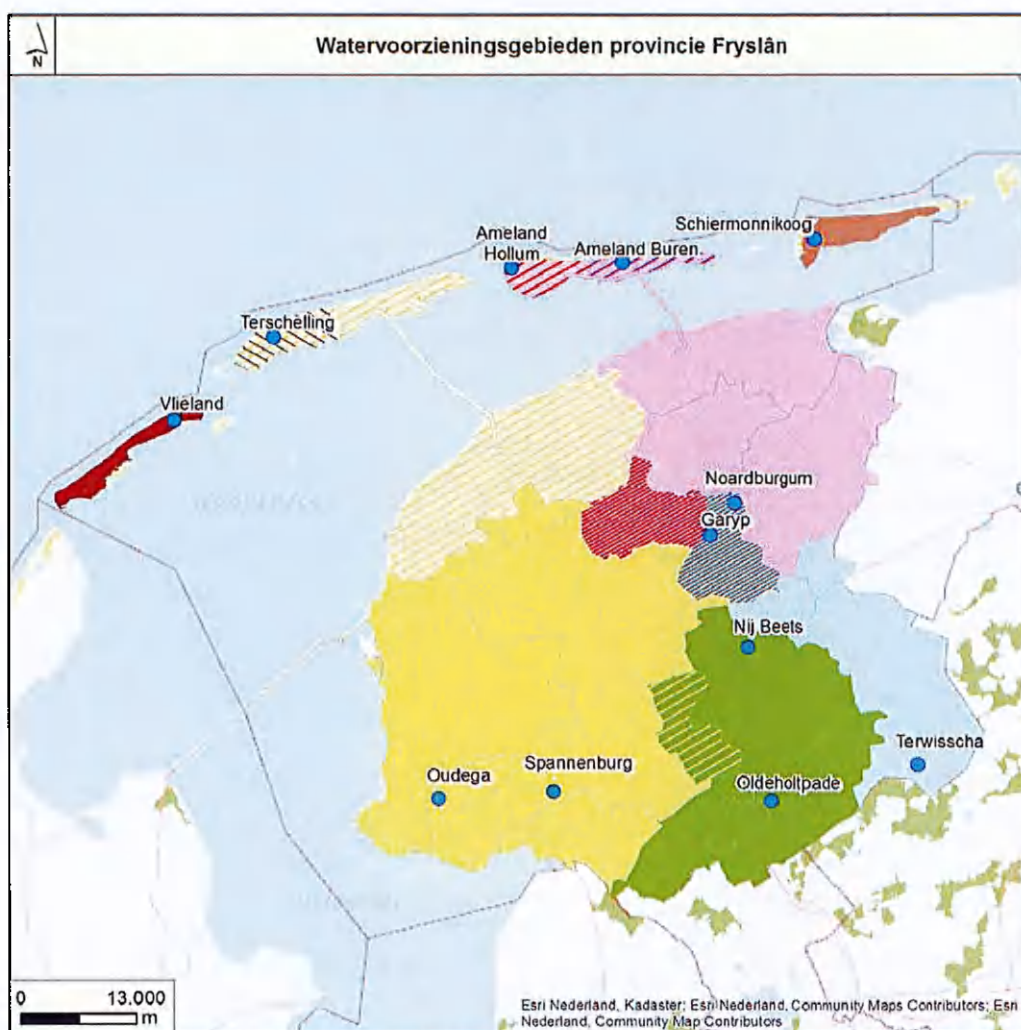 N
Watervoorzieningsgebieden provincie Fryslân
Schiermonnikoog
Ameland
Hollum
Ameland Buren
Terschelling
Vlieland
Noardburgum
Garyp
Nij Beets
Terwisscha
Spannenburg
Oudega
Oldeholtpade
0 13.000
m
Esri Nederland, Kadaster; Esri Nederland, Community Maps Contributors; Esri
Nederland, Community Map Contributors